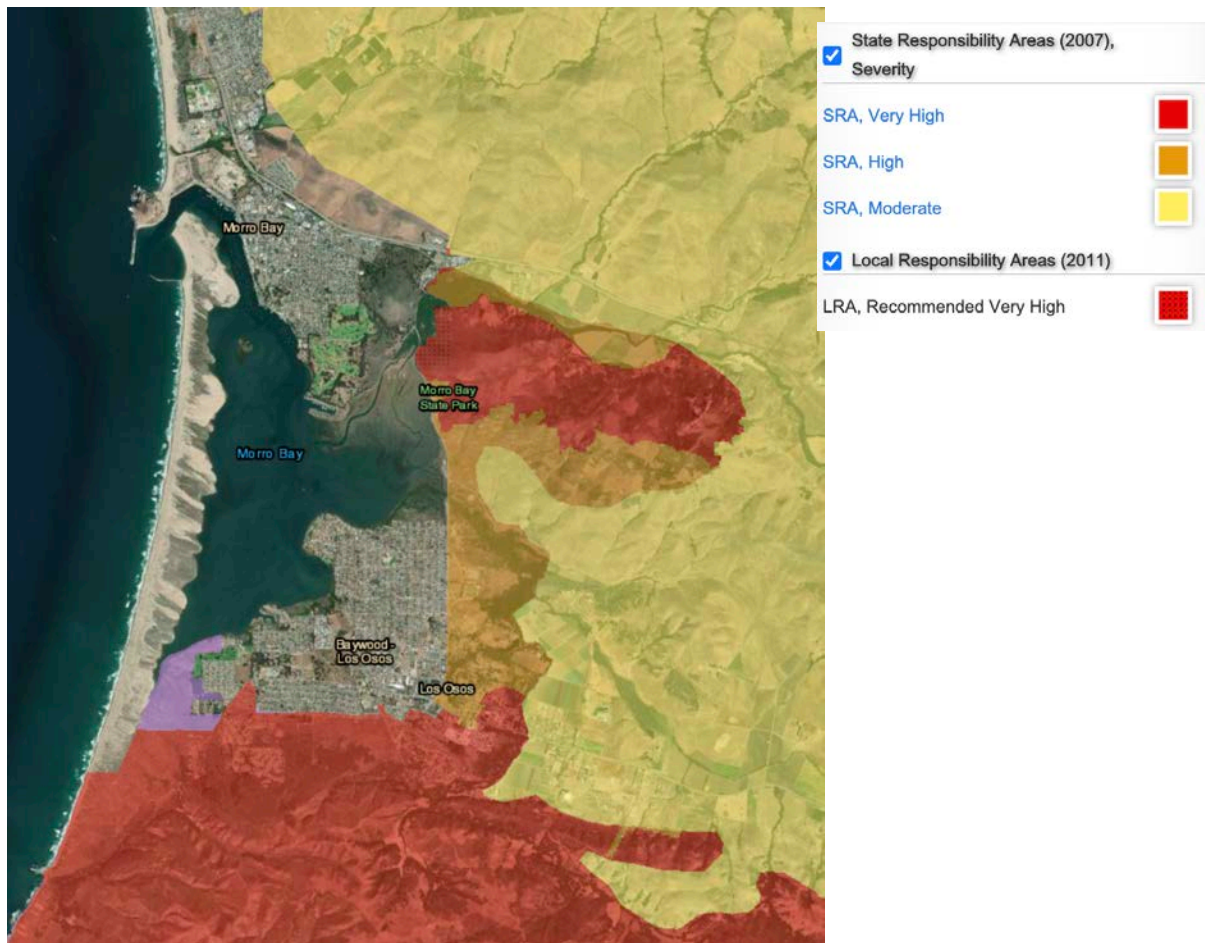 State Responsibility Areas (2007),
Severity
SRA, Very High
SRA, High
SRA, Moderate
Local Responsibility Areas (2011)
LRA, Recommended Very High
Morro Bay
Morro Bay
State Park
Morro Bay
Baywood -
Los Osos
Los Osos